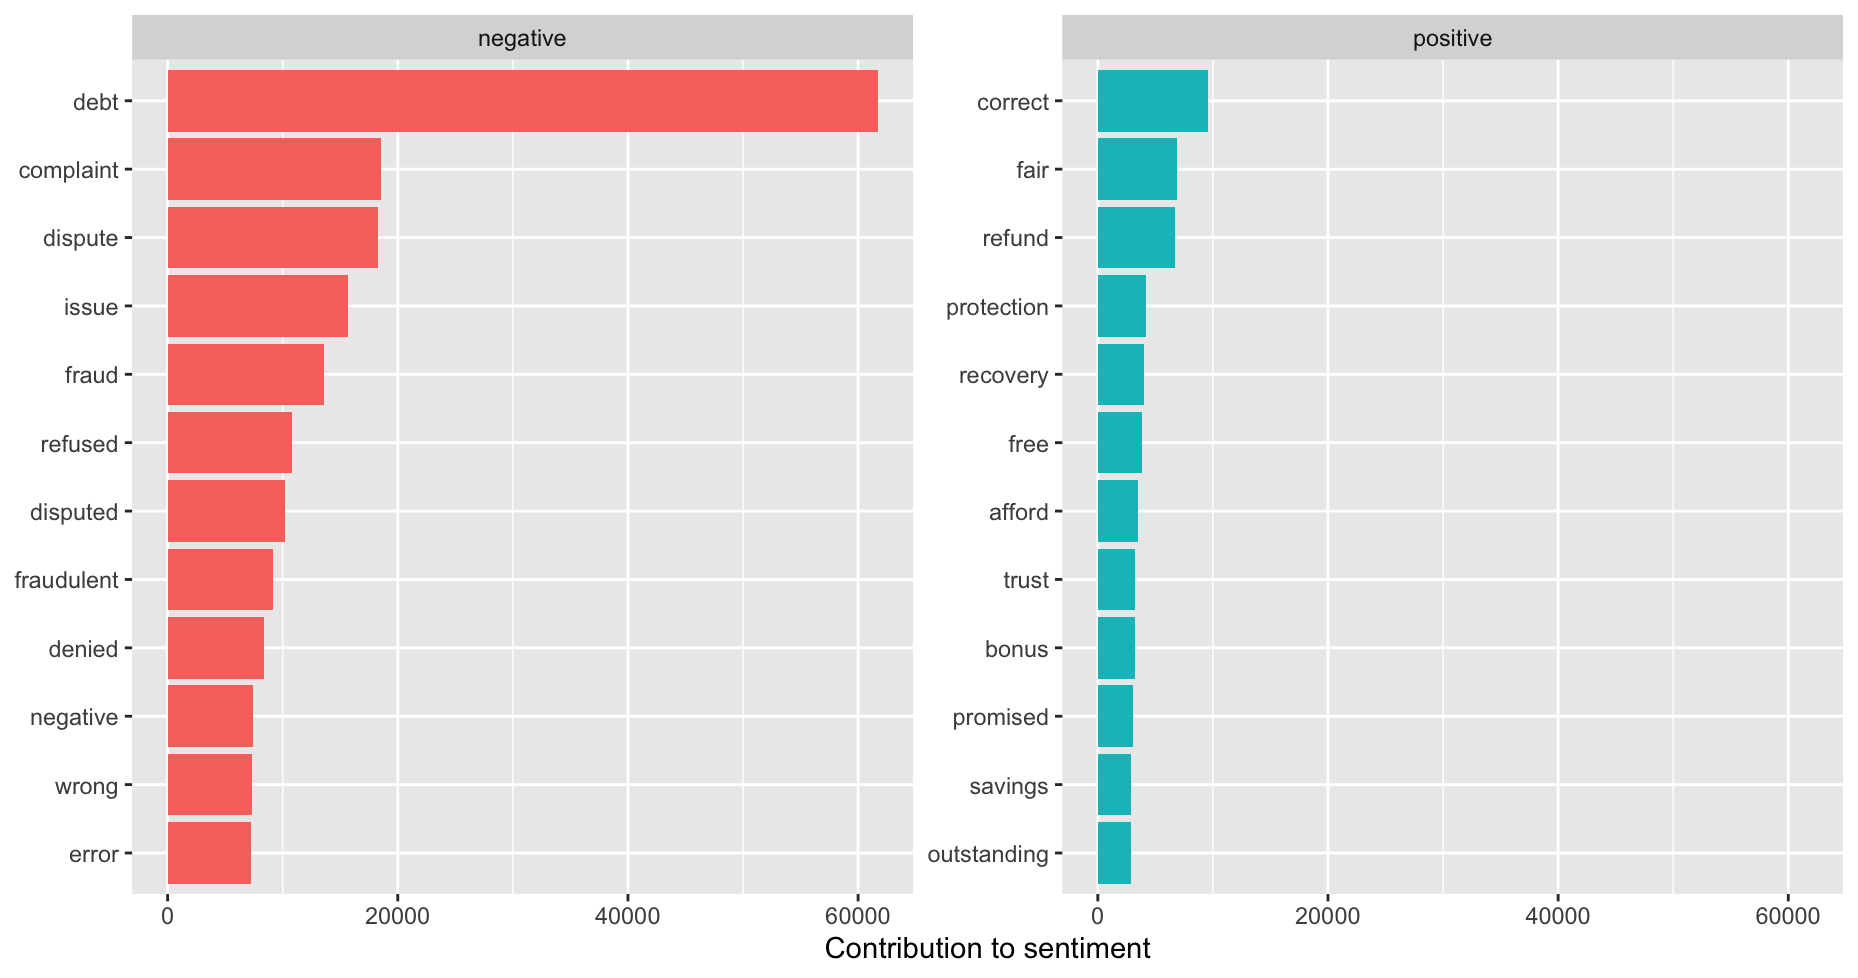 negative
debt
complaint
dispute
issue
fraud
refused
disputed
fraudulent
denied
negative
wrong
error
0 20000 40000 60000
positive
correct
fair
refund
protection
recovery
free
afford
trust
bonus
promised
savings
outstanding
0 20000 40000 60000
Contribution to sentiment